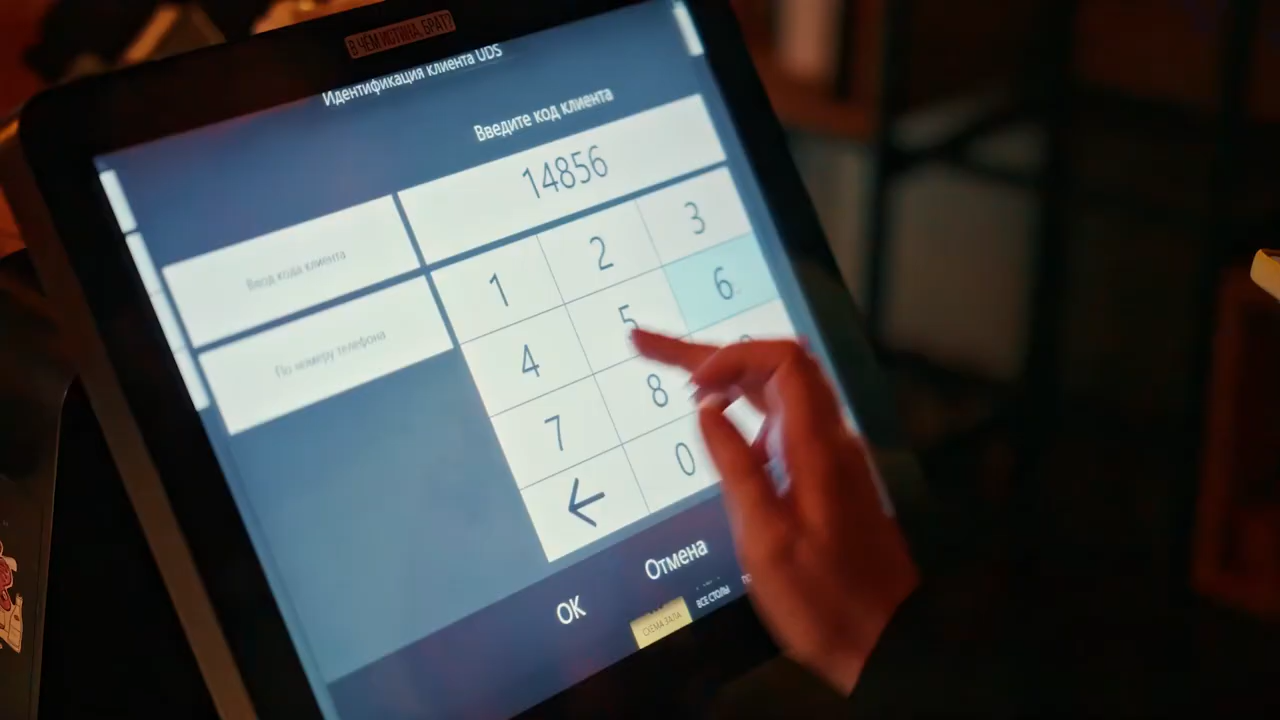 В ЧЁМ ИСТИНА, БРАТ?
Идентификация клиента UDS
Введите код клиента
14856
Ввод кода клиента
По номеру телефона
1 2 3
4 5 6
7 8
0
OK
Отмена
СХЕМА ЗАЛА
ВСЕ СТОЛЫ